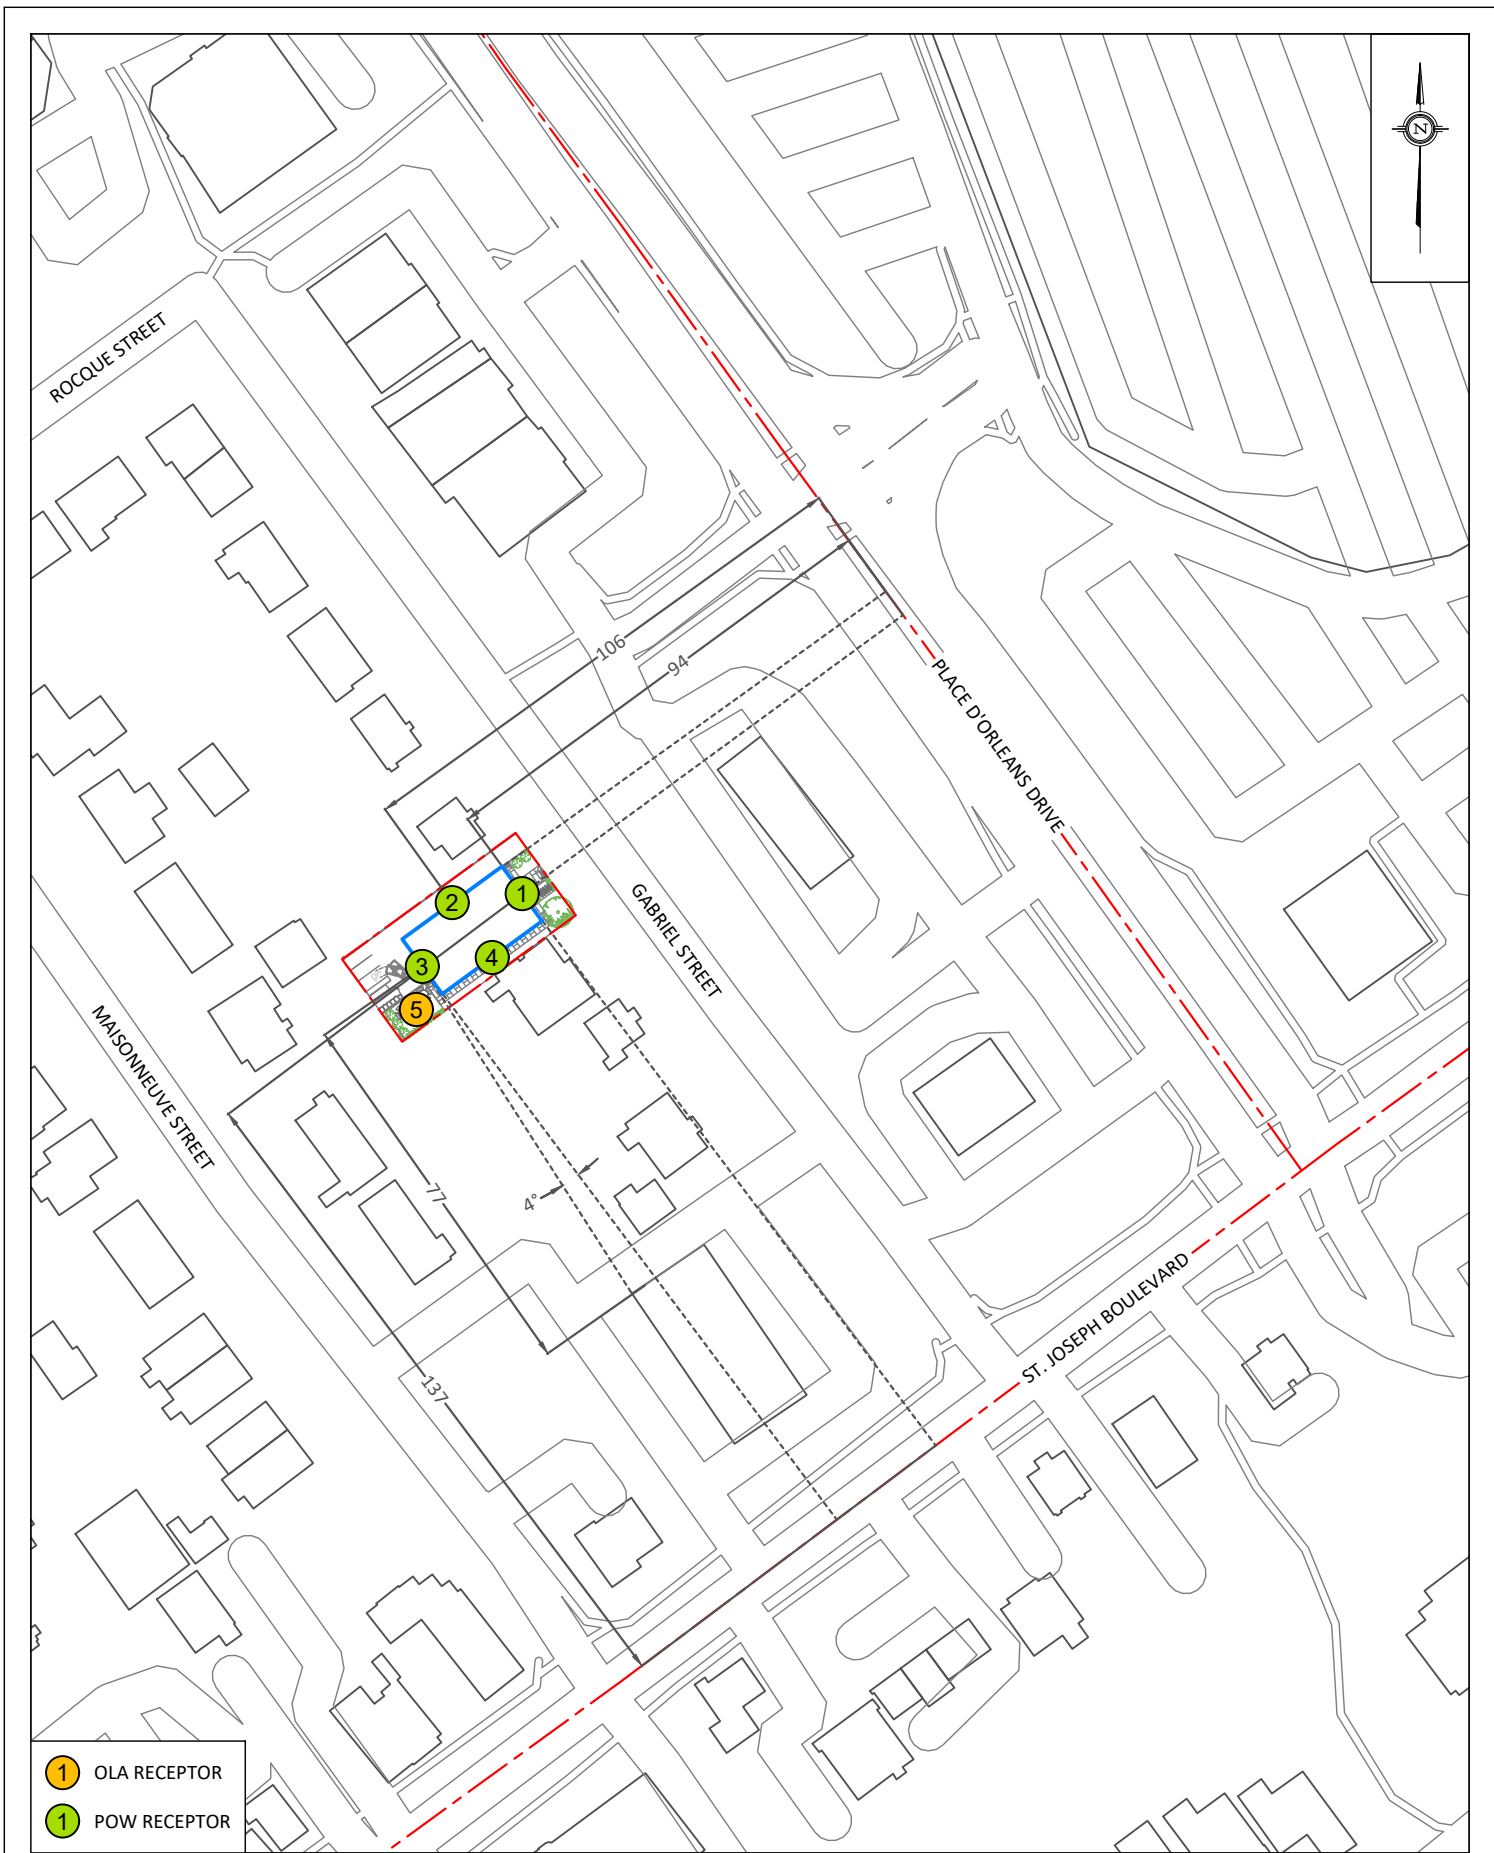 N
ROCQUE STREET
106
94
PLACE D'ORLEANS DRIVE
1
2
3
4
5
GABRIEL STREET
MAISONNEUVE STREET
77
4°
137
ST. JOSEPH BOULEVARD
1 OLA RECEPTOR
1 POW RECEPTOR